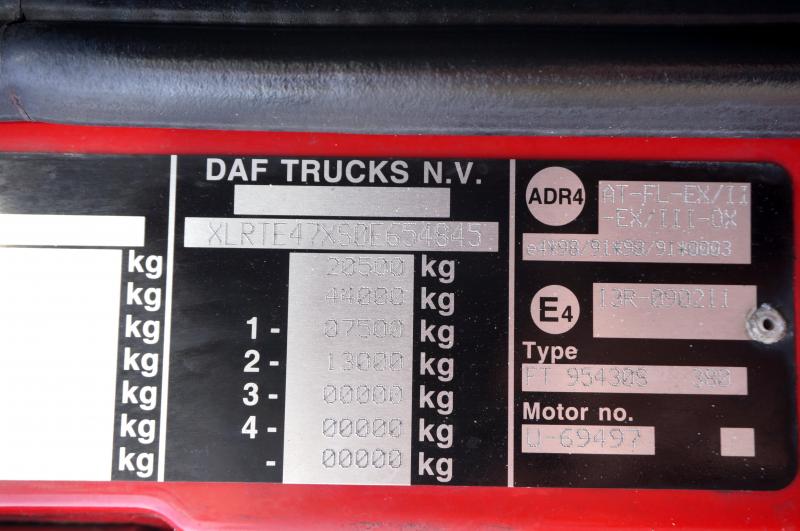 DAF TRUCKS N.V.
XLRTE47XS0E654845
kg 20500 kg
kg 44000 kg
kg 1- 07500 kg
kg 2- 13000 kg
kg 3- 00000 kg
kg 4- 00000 kg
kg - 00000 kg
ADR4 AT-FL-EX/II
-EX/III-OX
e4*98/91*98/91*0003
E4 13R-090211
Type
FT 95430S 380
Motor no.
U-69497